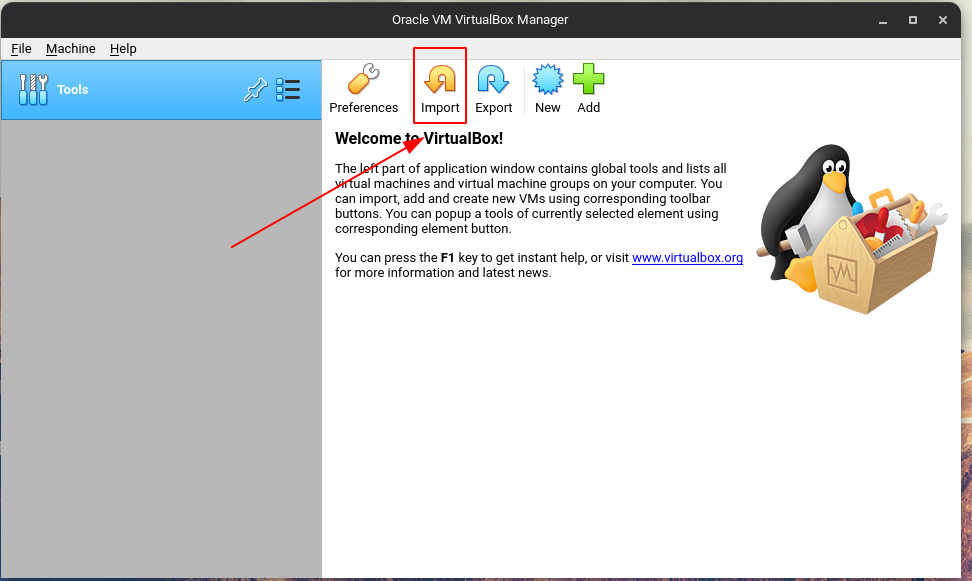 Oracle VM VirtualBox Manager
File Machine Help
Tools
Preferences Import Export New Add
Welcome to VirtualBox!
The left part of application window contains global tools and lists all
virtual machines and virtual machine groups on your computer. You
can import, add and create new VMs using corresponding toolbar
buttons. You can popup a tools of currently selected element using
corresponding element button.
You can press the F1 key to get instant help, or visit www.virtualbox.org
for more information and latest news.